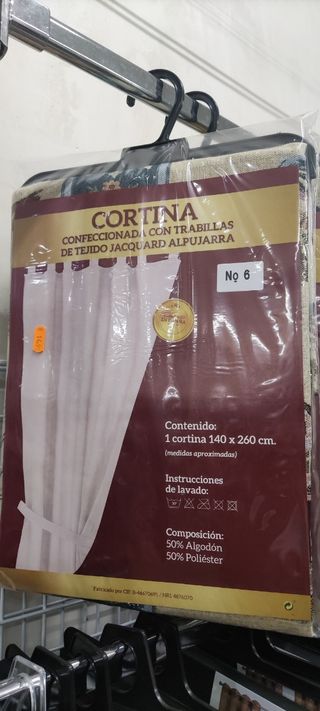 CORTINA
CONFECCIONADA CON TRABILLAS
DE TEJIDO JACQUARD ALPUJARRA
Nº 6
Contenido:
1 cortina 140 x 260 cm.
(medidas aproximadas)
Instrucciones
de lavado:
Composición:
50% Algodón
50% Poliéster